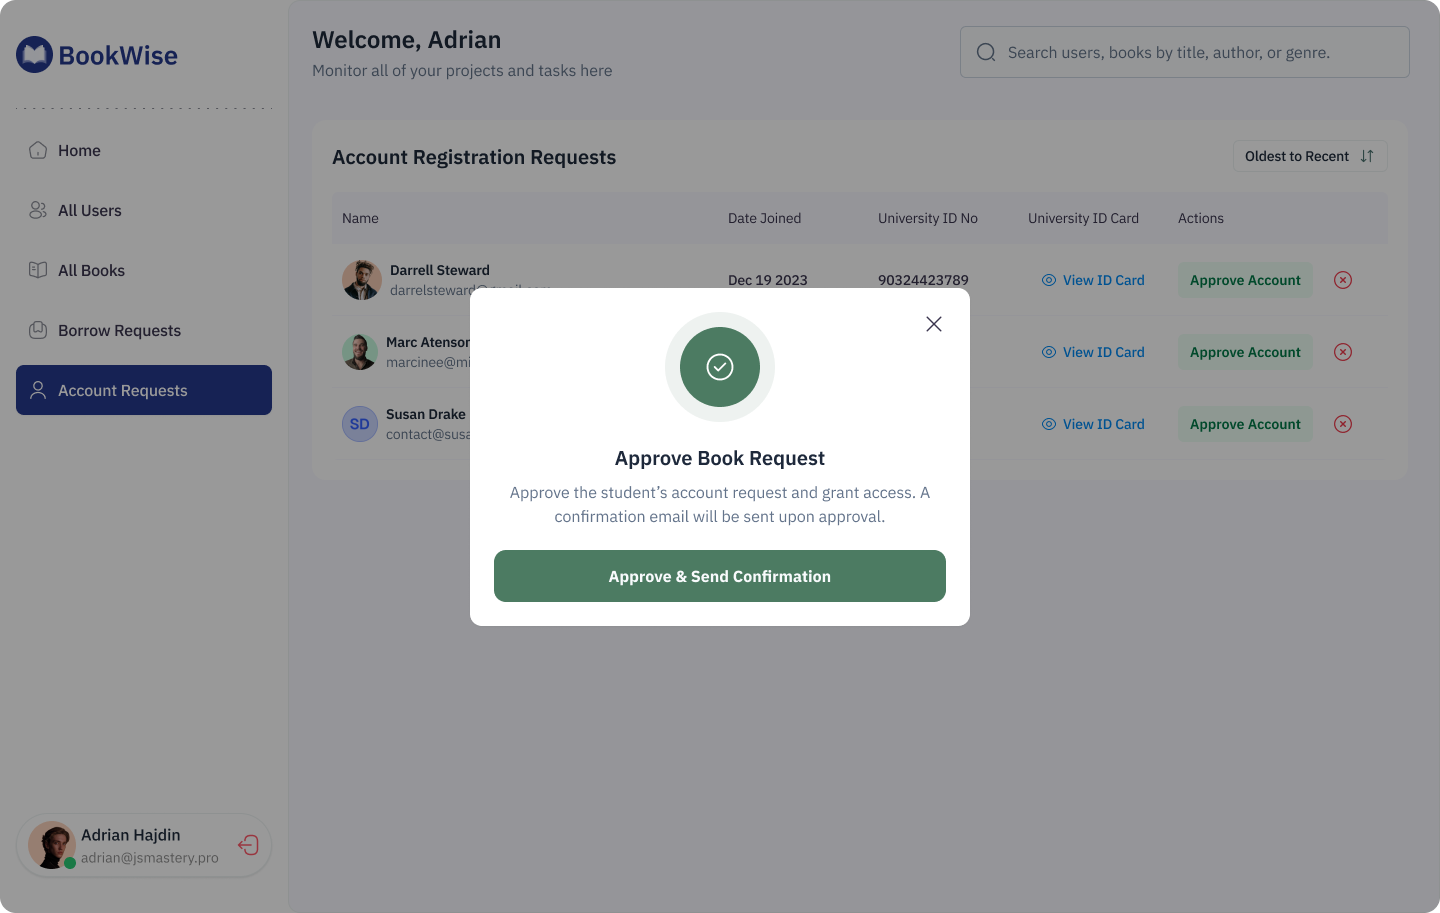 BookWise
Home
All Users
All Books
Borrow Requests
Account Requests
Adrian Hajdin
adrian@jsmastery.pro
Welcome, Adrian
Monitor all of your projects and tasks here
Search users, books by title, author, or genre.
Account Registration Requests
Oldest to Recent
Name Date Joined University ID No University ID Card Actions
Darrell Steward
darrelsteward@gmail.com
Dec 19 2023 90324423789 View ID Card Approve Account
Marc Atenson
marcinee@mi
View ID Card Approve Account
Susan Drake
contact@susa
SD
View ID Card Approve Account
Approve Book Request
Approve the student’s account request and grant access. A
confirmation email will be sent upon approval.
Approve & Send Confirmation